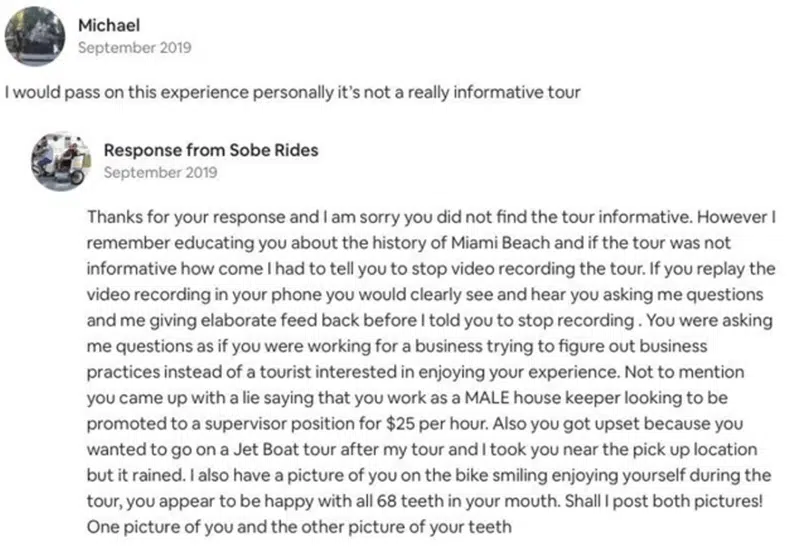 Michael
September 2019
I would pass on this experience personally it's not a really informative tour
Response from Sobe Rides
September 2019
Thanks for your response and I am sorry you did not find the tour informative. However I
remember educating you about the history of Miami Beach and if the tour was not
informative how come I had to tell you to stop video recording the tour. If you replay the
video recording in your phone you would clearly see and hear you asking me questions
and me giving elaborate feed back before I told you to stop recording . You were asking
me questions as if you were working for a business trying to figure out business
practices instead of a tourist interested in enjoying your experience. Not to mention
you came up with a lie saying that you work as a MALE house keeper looking to be
promoted to a supervisor position for $25 per hour. Also you got upset because you
wanted to go on a Jet Boat tour after my tour and I took you near the pick up location
but it rained. I also have a picture of you on the bike smiling enjoying yourself during the
tour, you appear to be happy with all 68 teeth in your mouth. Shall I post both pictures!
One picture of you and the other picture of your teeth